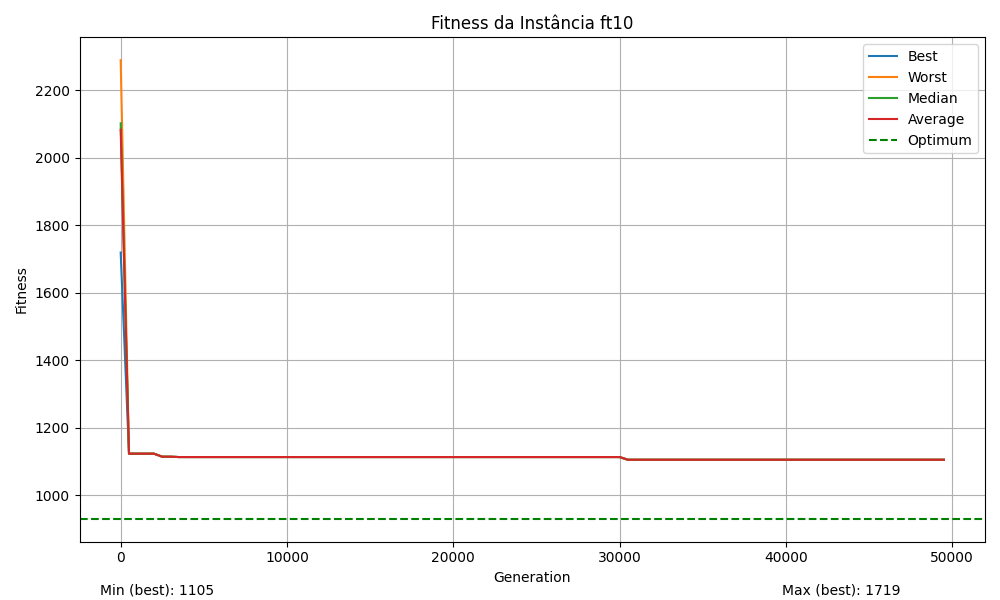 Fitness da Instância ft10
Best
Worst
Median
Average
Optimum
Fitness
2200
2000
1800
1600
1400
1200
1000
0
10000
20000
30000
40000
50000
Generation
Min (best): 1105
Max (best): 1719